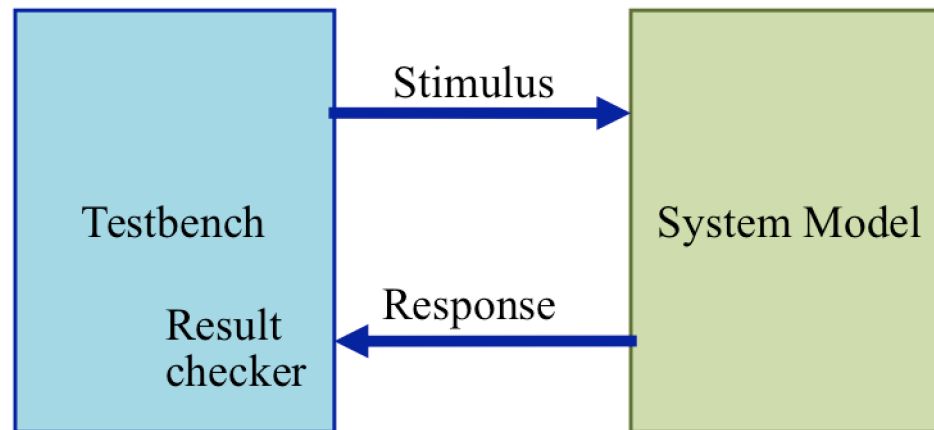 Stimulus
Testbench
System Model
Response
Result
checker